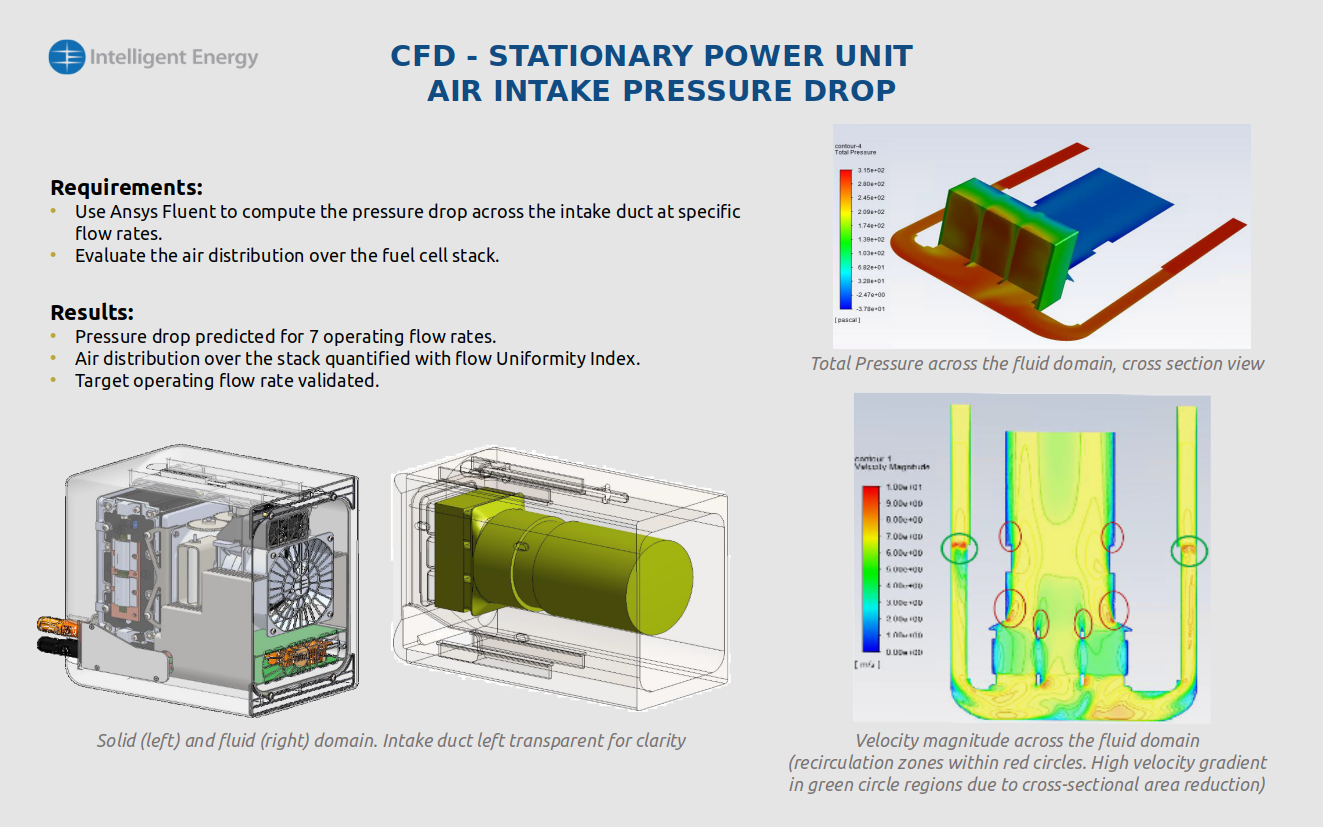 Intelligent Energy
CFD - STATIONARY POWER UNIT
AIR INTAKE PRESSURE DROP
Requirements:
• Use Ansys Fluent to compute the pressure drop across the intake duct at specific
flow rates.
• Evaluate the air distribution over the fuel cell stack.
Results:
• Pressure drop predicted for 7 operating flow rates.
• Air distribution over the stack quantified with flow Uniformity Index.
• Target operating flow rate validated.
Solid (left) and fluid (right) domain. Intake duct left transparent for clarity
contour-4
Total Pressure
3.15e+02
2.80e+02
2.45e+02
2.09e+02
1.74e+02
1.39e+02
1.03e+02
6.82e+01
3.28e+01
-2.47e+00
-3.78e+01
[ pascal ]
Total Pressure across the fluid domain, cross section view
contour 1
Velocity Magnitude
1.00e+01
9.00e+00
8.00e+00
7.00e+00
6.00e+00
5.00e+00
4.00e+00
3.00e+00
2.00e+00
1.00e+00
0.00e+00
[ m/s ]
Velocity magnitude across the fluid domain
(recirculation zones within red circles. High velocity gradient
in green circle regions due to cross-sectional area reduction)